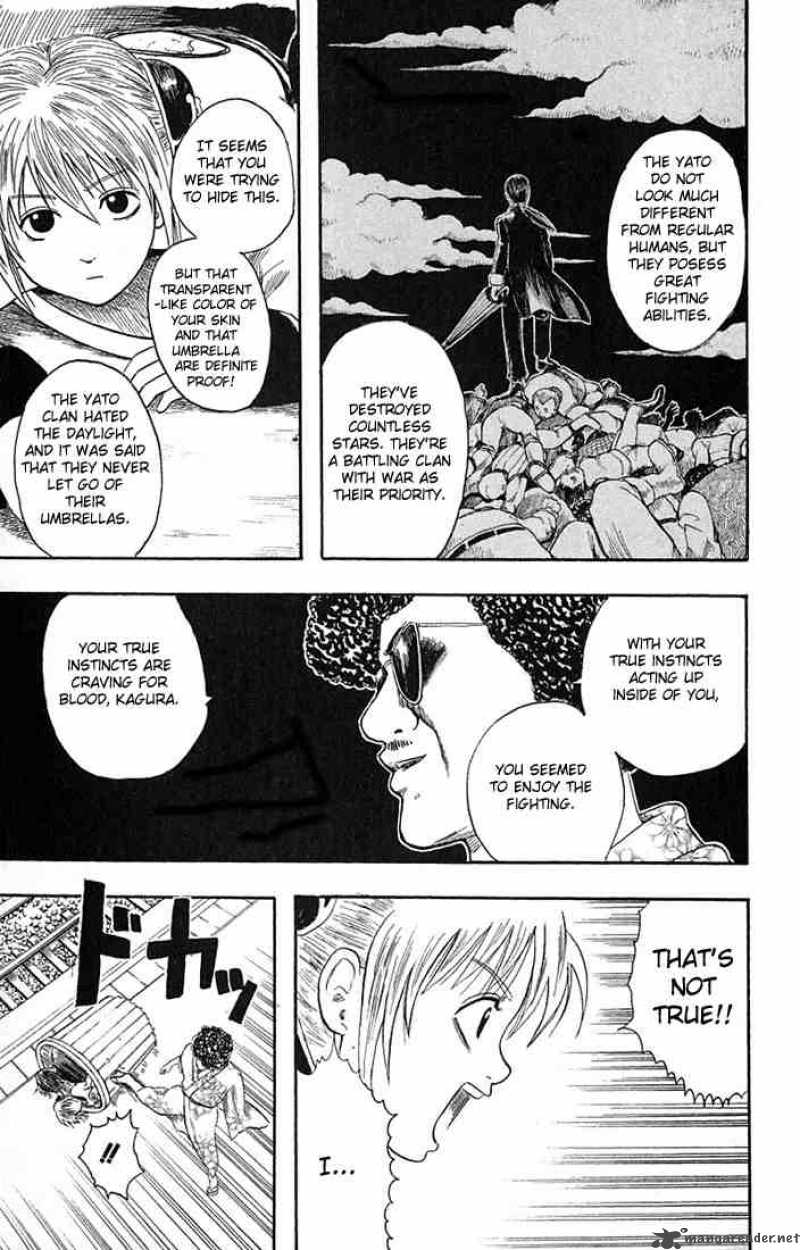 THE YATO
DO NOT
LOOK MUCH
DIFFERENT
FROM REGULAR
HUMANS, BUT
THEY POSESS
GREAT
FIGHTING
ABILITIES.
THEY'VE
DESTROYED
COUNTLESS
STARS. THEY'RE
A BATTLING CLAN
WITH WAR AS
THEIR PRIORITY.
IT SEEMS
THAT YOU
WERE TRYING
TO HIDE THIS.
BUT THAT
TRANSPARENT
-LIKE COLOR OF
YOUR SKIN
AND THAT
UMBRELLA
ARE DEFINITE
PROOF!
THE YATO
CLAN HATED
THE DAYLIGHT,
AND IT WAS SAID
THAT THEY NEVER
LET GO OF
THEIR
UMBRELLAS.
WITH YOUR
TRUE INSTINCTS
ACTING UP
INSIDE OF YOU,
YOU SEEMED
TO ENJOY THE
FIGHTING.
YOUR TRUE
INSTINCTS ARE
CRAVING FOR
BLOOD, KAGURA.
THAT'S
NOT
TRUE!!
I...
ドカッ
!!
mangareader.net